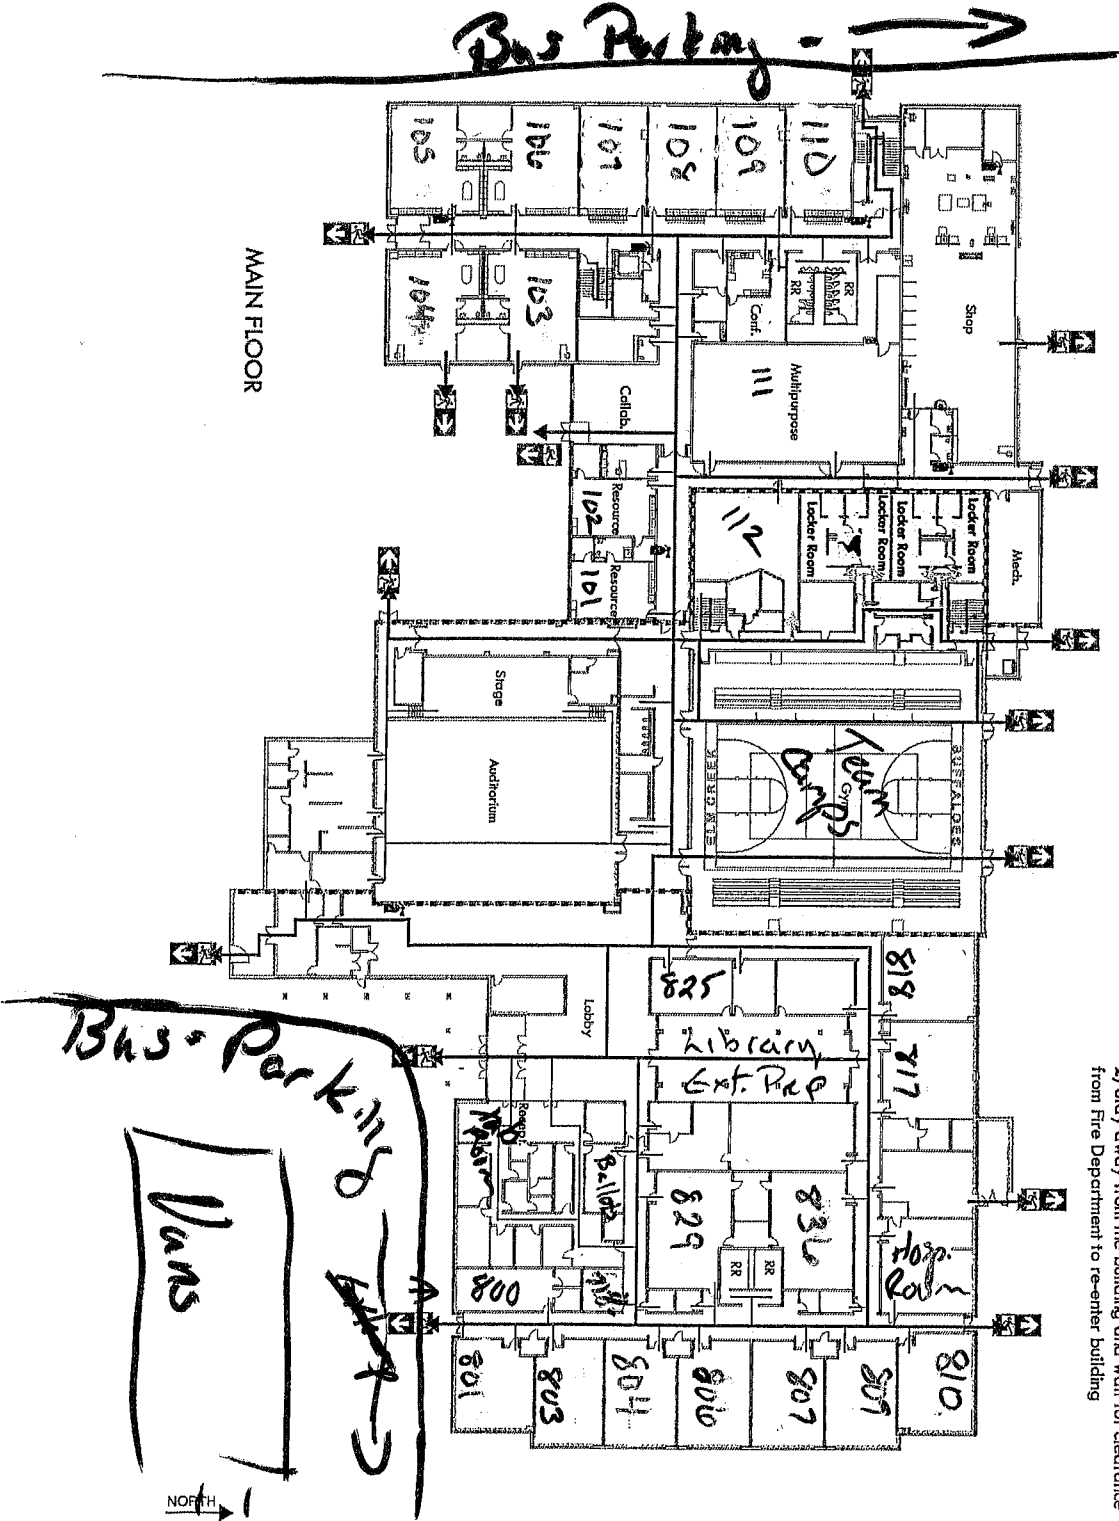 Bus Parking -
105
106
107
108
109
110
104
103
MAIN FLOOR
Conf.
RR
RR
Shop
Collab.
Multipurpose
111
Resource
102
Resource
101
112
Locker Room
Locker Room
Locker Room
Locker Room
Mech.
Stage
Auditorium
Team
Camps
Gym
ELM CREEK
BUFFALOES
Lobby
825
Library
Ext. Prep
818
817
Bus - Parking
Vans
Ballots
829
836
RR
RR
Hosp.
Room
800
801
803
804
806
807
809
810
from Fire Department to re-enter building
NORTH